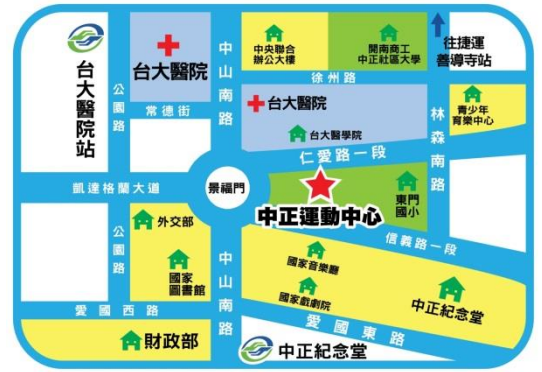 台大醫院站
公園路
台大醫院
常德街
中山南路
中央聯合
辦公大樓
開南商工
中正社區大學
往捷運
善導寺站
徐州路
台大醫院
台大醫學院
林森南路
青少年
育樂中心
仁愛路一段
凱達格蘭大道
景福門
中正運動中心
東門
國小
信義路一段
公園路
外交部
國家
圖書館
中山南路
國家音樂廳
國家戲劇院
中正紀念堂
愛國西路
愛國東路
財政部
中正紀念堂